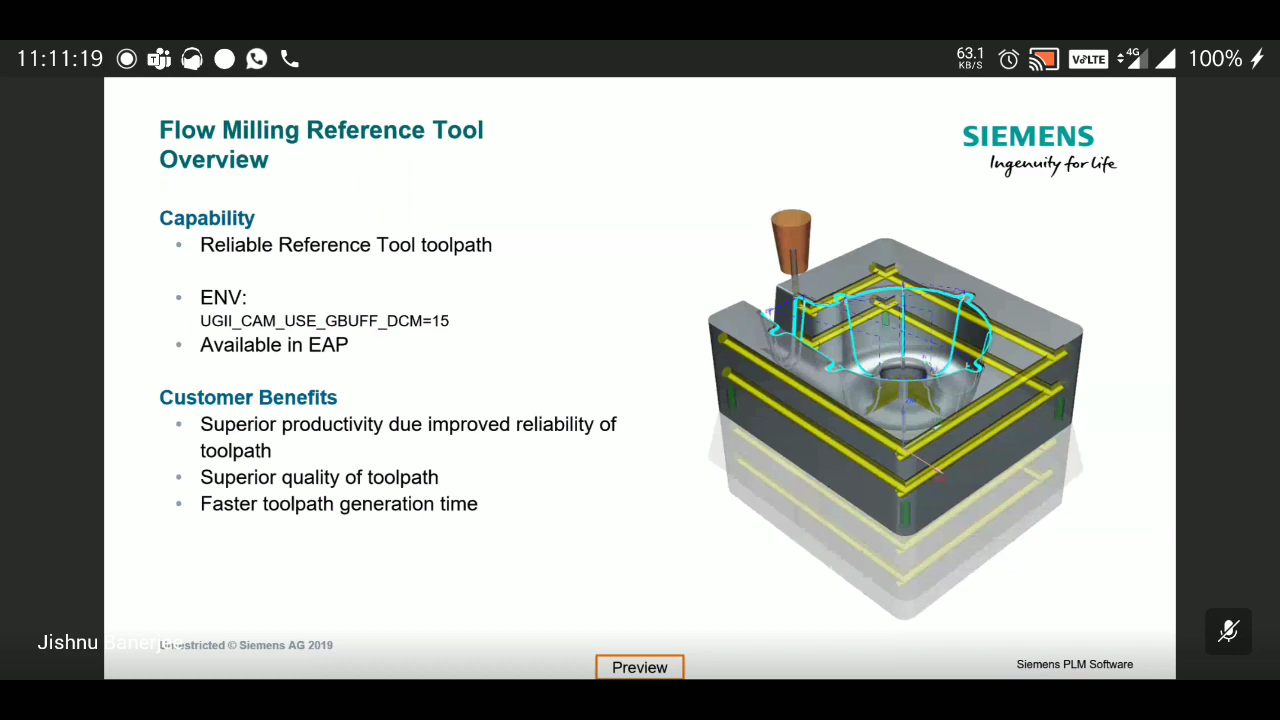 11:11:19
63.1
KB/S
VoLTE
4G
100%
Flow Milling Reference Tool
Overview
SIEMENS
Ingenuity for life
Capability
• Reliable Reference Tool toolpath
• ENV:
UGII_CAM_USE_GBUFF_DCM=15
• Available in EAP
Customer Benefits
• Superior productivity due improved reliability of
toolpath
• Superior quality of toolpath
• Faster toolpath generation time
Jishnu Banerjee
© Siemens AG 2019
Preview
Siemens PLM Software